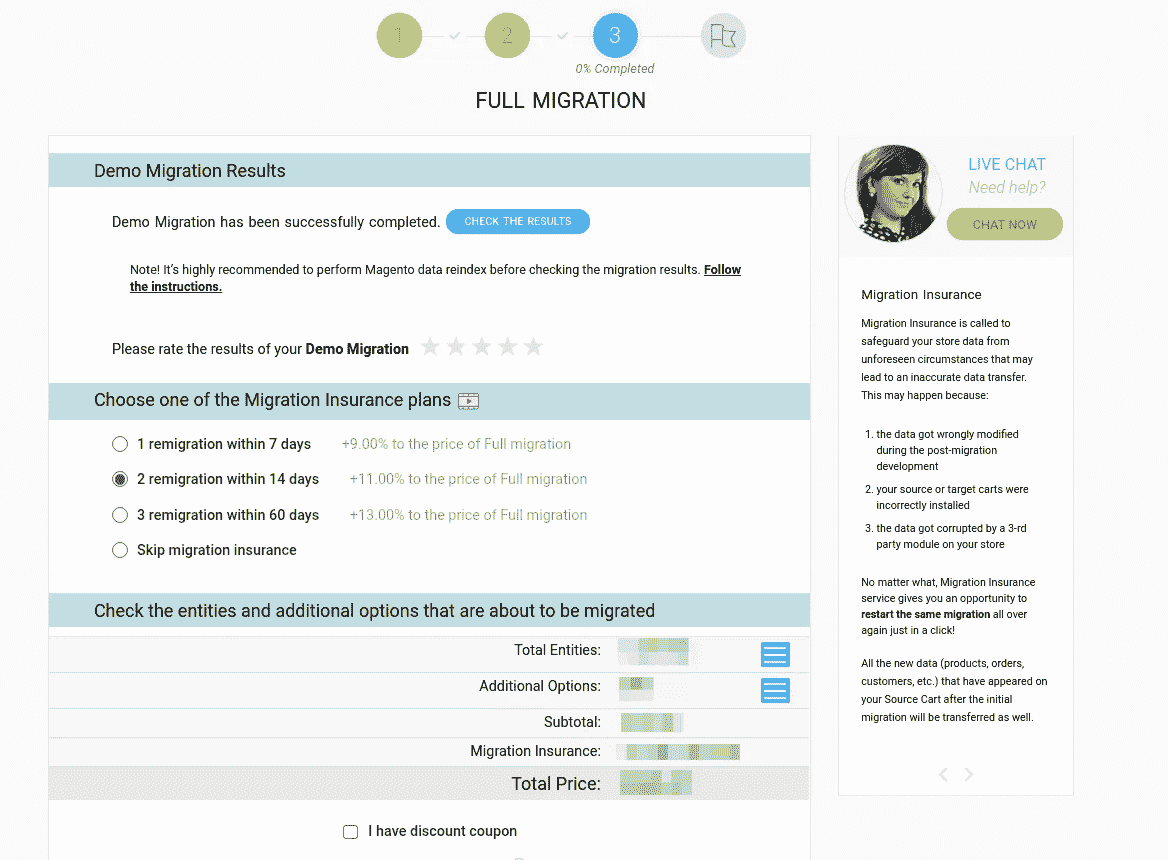 1
2
3
0% Completed
FULL MIGRATION
Demo Migration Results
Demo Migration has been successfully completed. CHECK THE RESULTS
Note! It's highly recommended to perform Magento data reindex before checking the migration results. Follow
the instructions.
Please rate the results of your Demo Migration
Choose one of the Migration Insurance plans
1 remigration within 7 days +9.00% to the price of Full migration
2 remigration within 14 days +11.00% to the price of Full migration
3 remigration within 60 days +13.00% to the price of Full migration
Skip migration insurance
Check the entities and additional options that are about to be migrated
Total Entities:
Additional Options:
Subtotal:
Migration Insurance:
Total Price:
I have discount coupon
LIVE CHAT
Need help?
CHAT NOW
Migration Insurance
Migration Insurance is called to
safeguard your store data from
unforeseen circumstances that may
lead to an inaccurate data transfer.
This may happen because:
1. the data got wrongly modified
during the post-migration
development
2. your source or target carts were
incorrectly installed
3. the data got corrupted by a 3-rd
party module on your store
No matter what, Migration Insurance
service gives you an opportunity to
restart the same migration all over
again just in a click!
All the new data (products, orders,
customers, etc.) that have appeared on
your Source Cart after the initial
migration will be transferred as well.